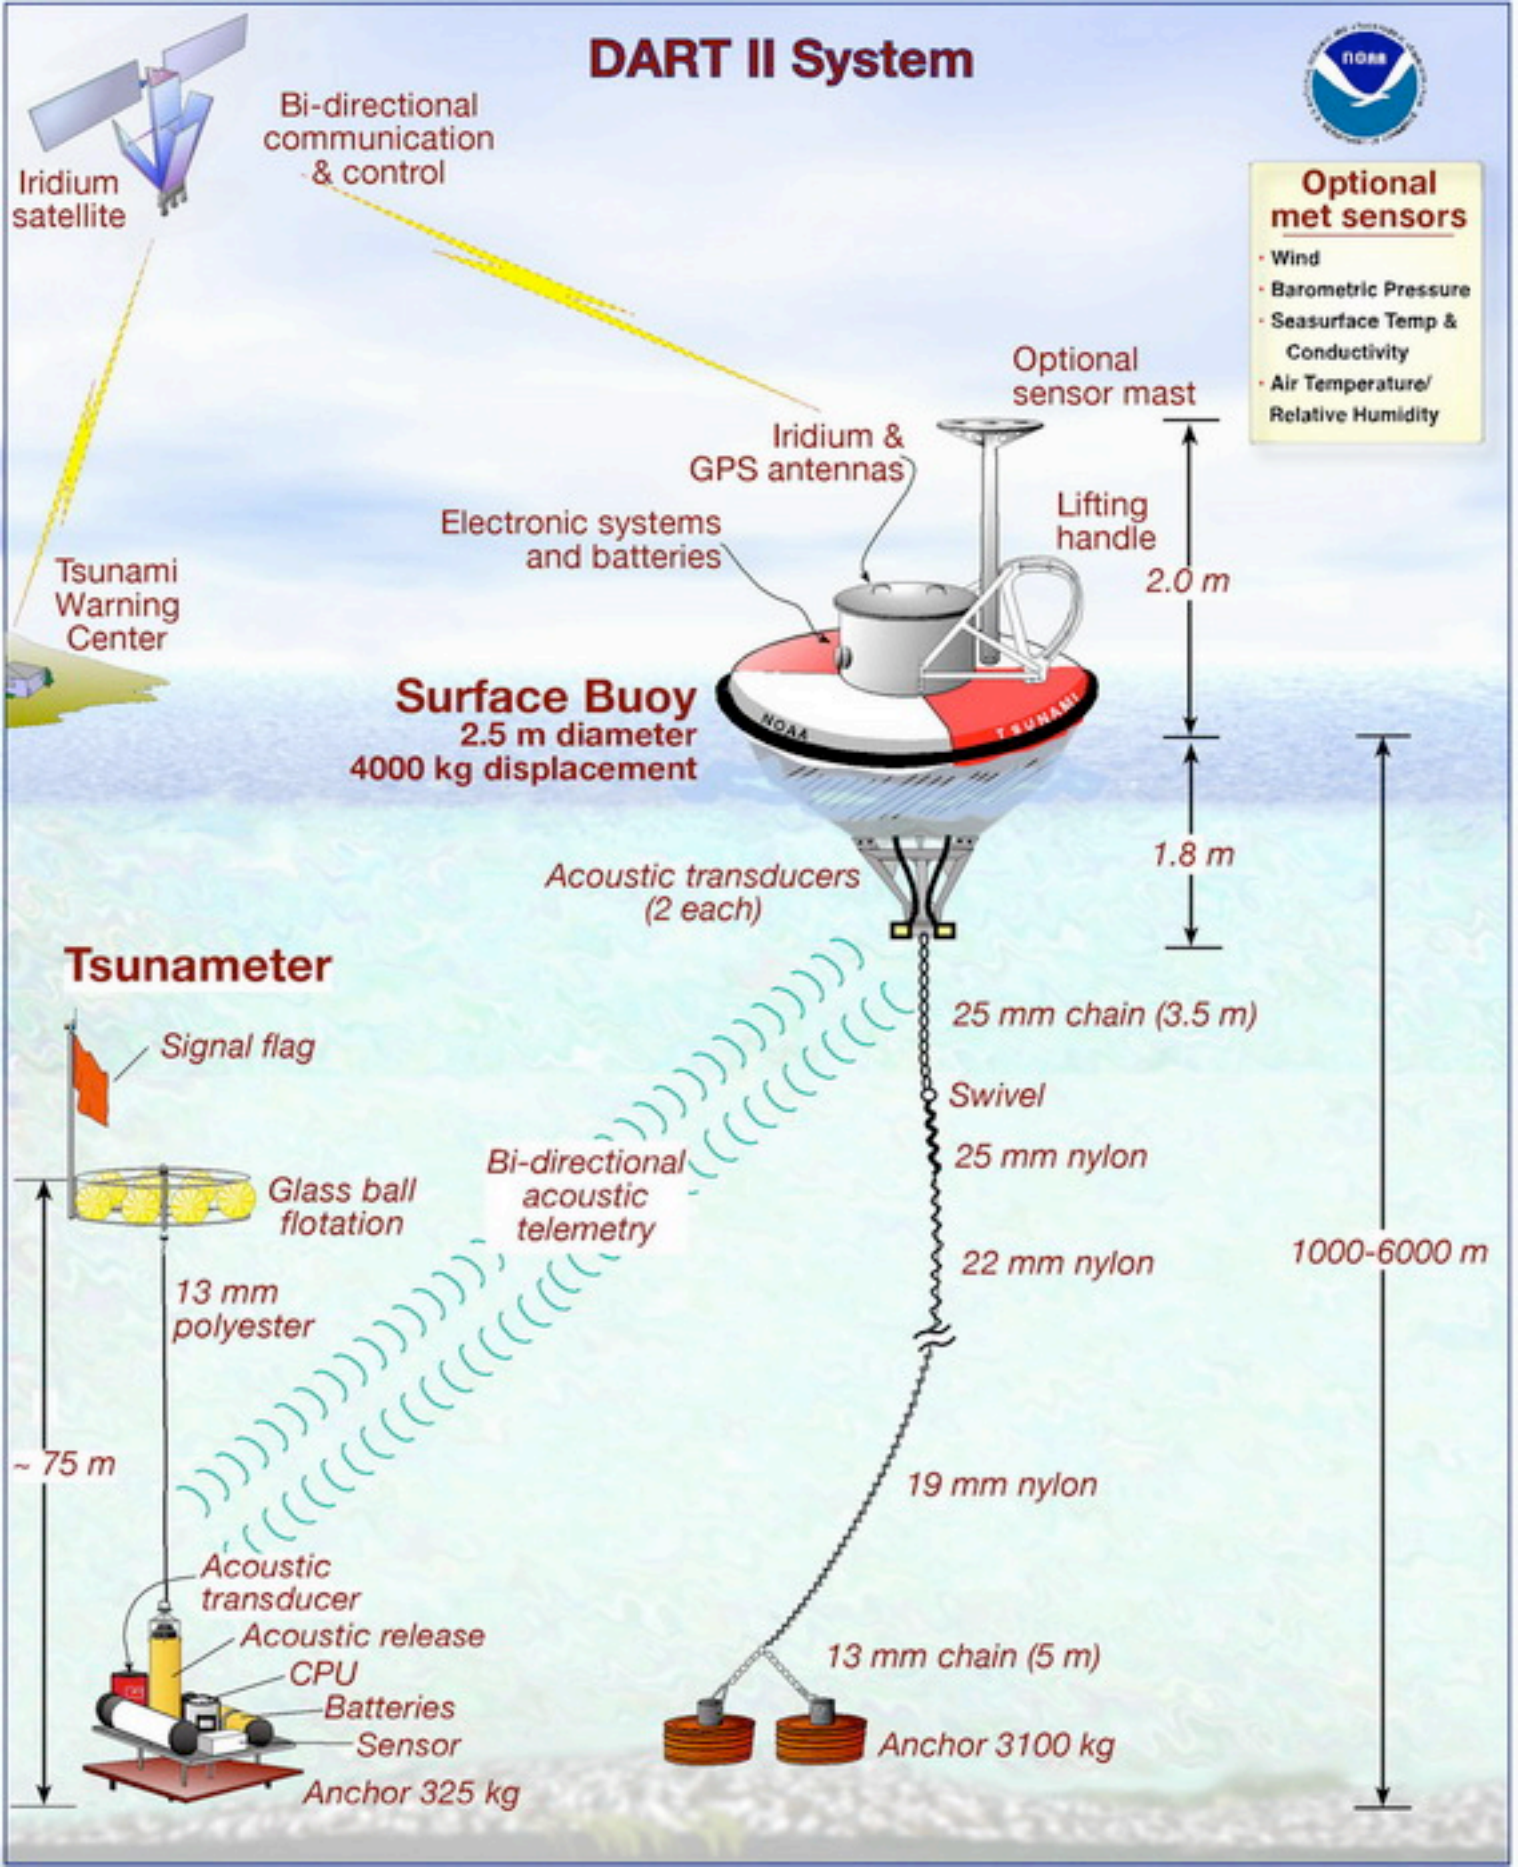 DART II System
NOAA
Bi-directional
communication
& control
Iridium
satellite
Optional
met sensors
· Wind
· Barometric Pressure
· Seasurface Temp &
Conductivity
· Air Temperature/
Relative Humidity
Optional
sensor mast
Iridium &
GPS antennas
Lifting
handle
Electronic systems
and batteries
2.0 m
Tsunami
Warning
Center
Surface Buoy
2.5 m diameter
4000 kg displacement
NOAA
TSUNAMI
1.8 m
Acoustic transducers
(2 each)
Tsunameter
Signal flag
25 mm chain (3.5 m)
Swivel
25 mm nylon
Bi-directional
acoustic
telemetry
Glass ball
flotation
22 mm nylon
1000-6000 m
13 mm
polyester
~ 75 m
19 mm nylon
Acoustic
transducer
Acoustic release
CPU
Batteries
Sensor
Anchor 325 kg
13 mm chain (5 m)
Anchor 3100 kg